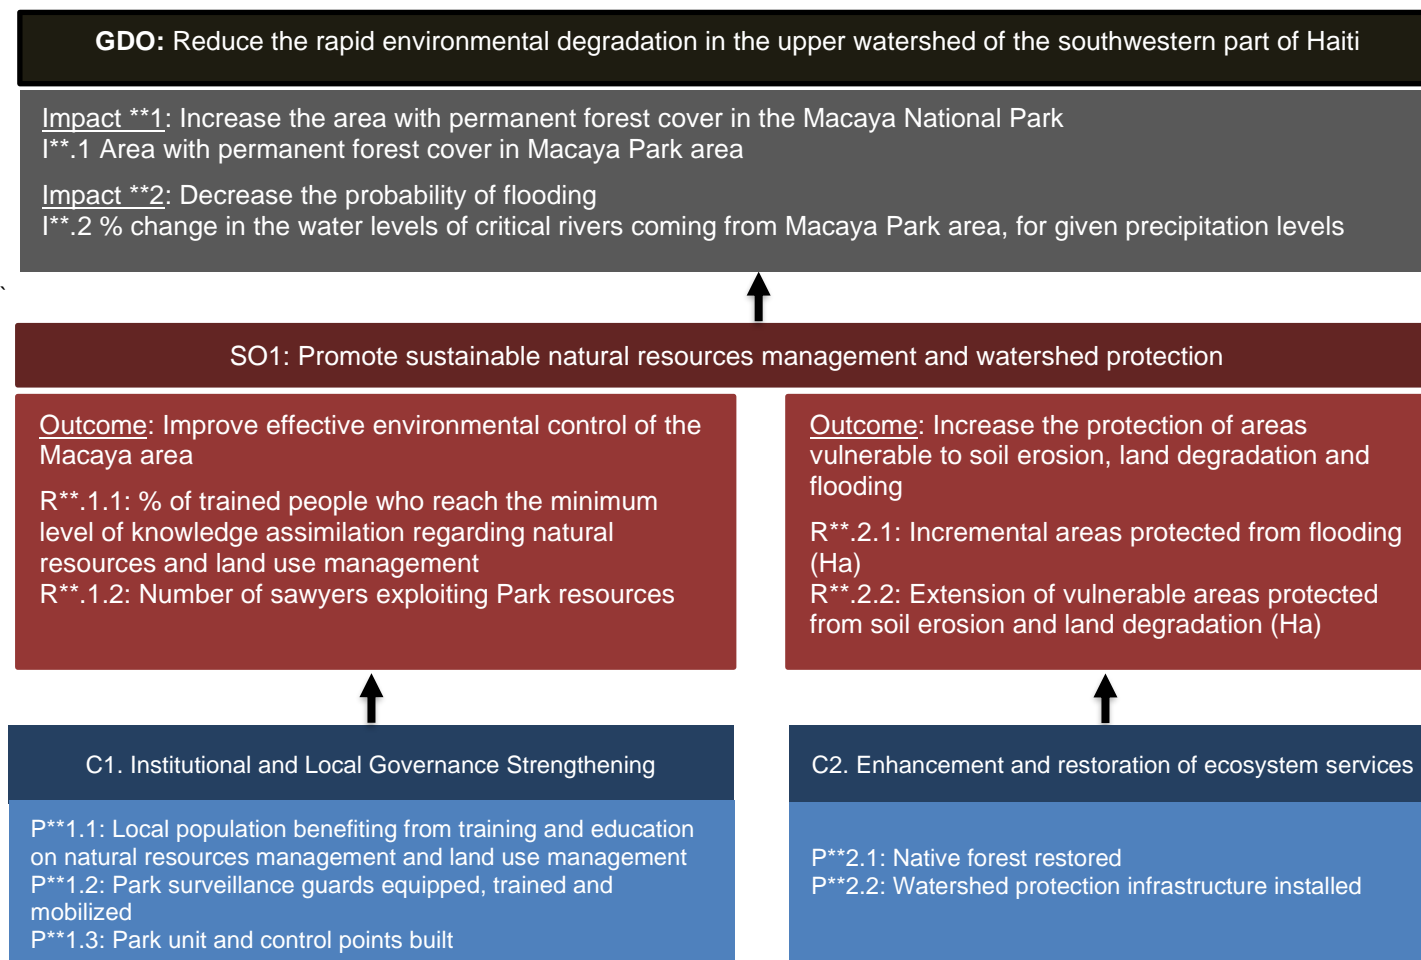 GDO: Reduce the rapid environmental degradation in the upper watershed of the southwestern part of Haiti
Impact **1: Increase the area with permanent forest cover in the Macaya National Park
I**.1 Area with permanent forest cover in Macaya Park area
Impact **2: Decrease the probability of flooding
I**.2 % change in the water levels of critical rivers coming from Macaya Park area, for given precipitation levels
`
SO1: Promote sustainable natural resources management and watershed protection
Outcome: Improve effective environmental control of the
Macaya area
R**.1.1: % of trained people who reach the minimum
level of knowledge assimilation regarding natural
resources and land use management
R**.1.2: Number of sawyers exploiting Park resources
Outcome: Increase the protection of areas
vulnerable to soil erosion, land degradation and
flooding
R**.2.1: Incremental areas protected from flooding
(Ha)
R**.2.2: Extension of vulnerable areas protected
from soil erosion and land degradation (Ha)
C1. Institutional and Local Governance Strengthening
P**1.1: Local population benefiting from training and education
on natural resources management and land use management
P**1.2: Park surveillance guards equipped, trained and
mobilized
P**1.3: Park unit and control points built
C2. Enhancement and restoration of ecosystem services
P**2.1: Native forest restored
P**2.2: Watershed protection infrastructure installed